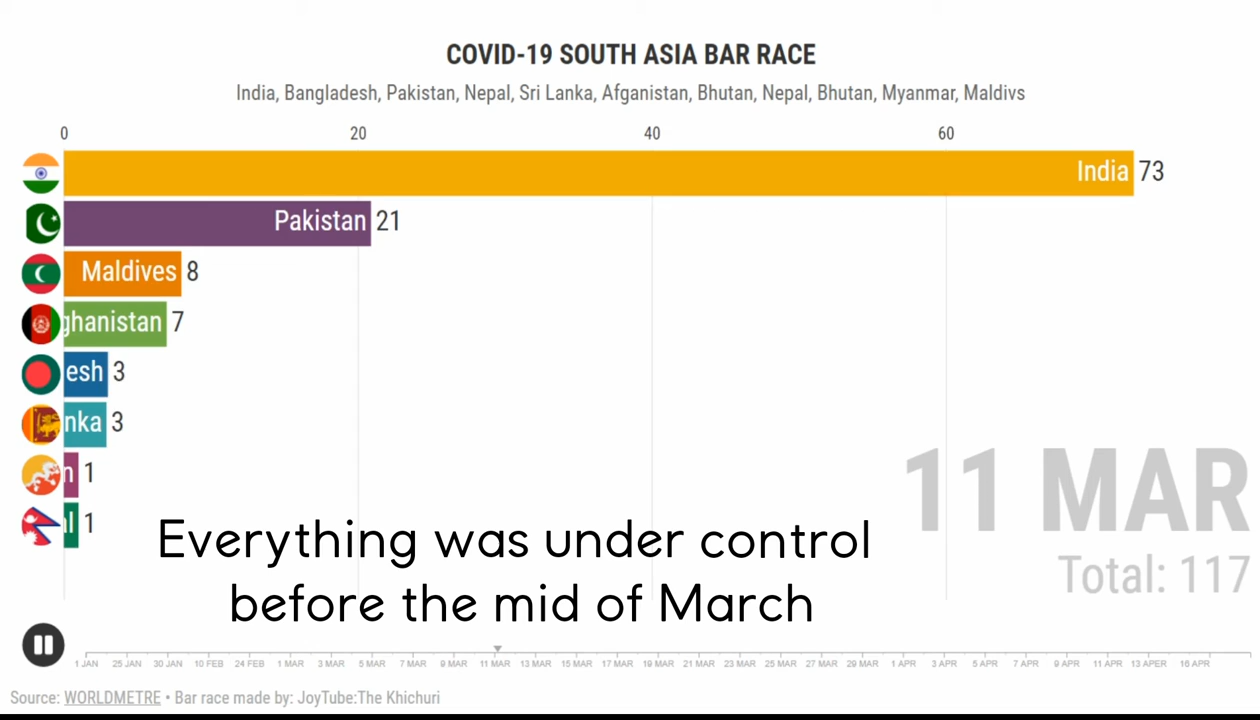 COVID-19 SOUTH ASIA BAR RACE
India, Bangladesh, Pakistan, Nepal, Sri Lanka, Afganistan, Bhutan, Nepal, Bhutan, Myanmar, Maldivs
0 20 40 60
India 73
Pakistan 21
Maldives 8
ghanistan 7
esh 3
nka 3
n 1
al 1
11 MAR
Total: 117
Everything was under control
before the mid of March
1 JAN 25 JAN 30 JAN 10 FEB 24 FEB 1 MAR 3 MAR 5 MAR 7 MAR 9 MAR 11 MAR 13 MAR 15 MAR 17 MAR 19 MAR 21 MAR 23 MAR 25 MAR 27 MAR 29 MAR 1 APR 3 APR 5 APR 7 APR 9 APR 11 APR 13 APER 16 APR
Source: WORLDMETRE • Bar race made by: JoyTube:The Khichuri